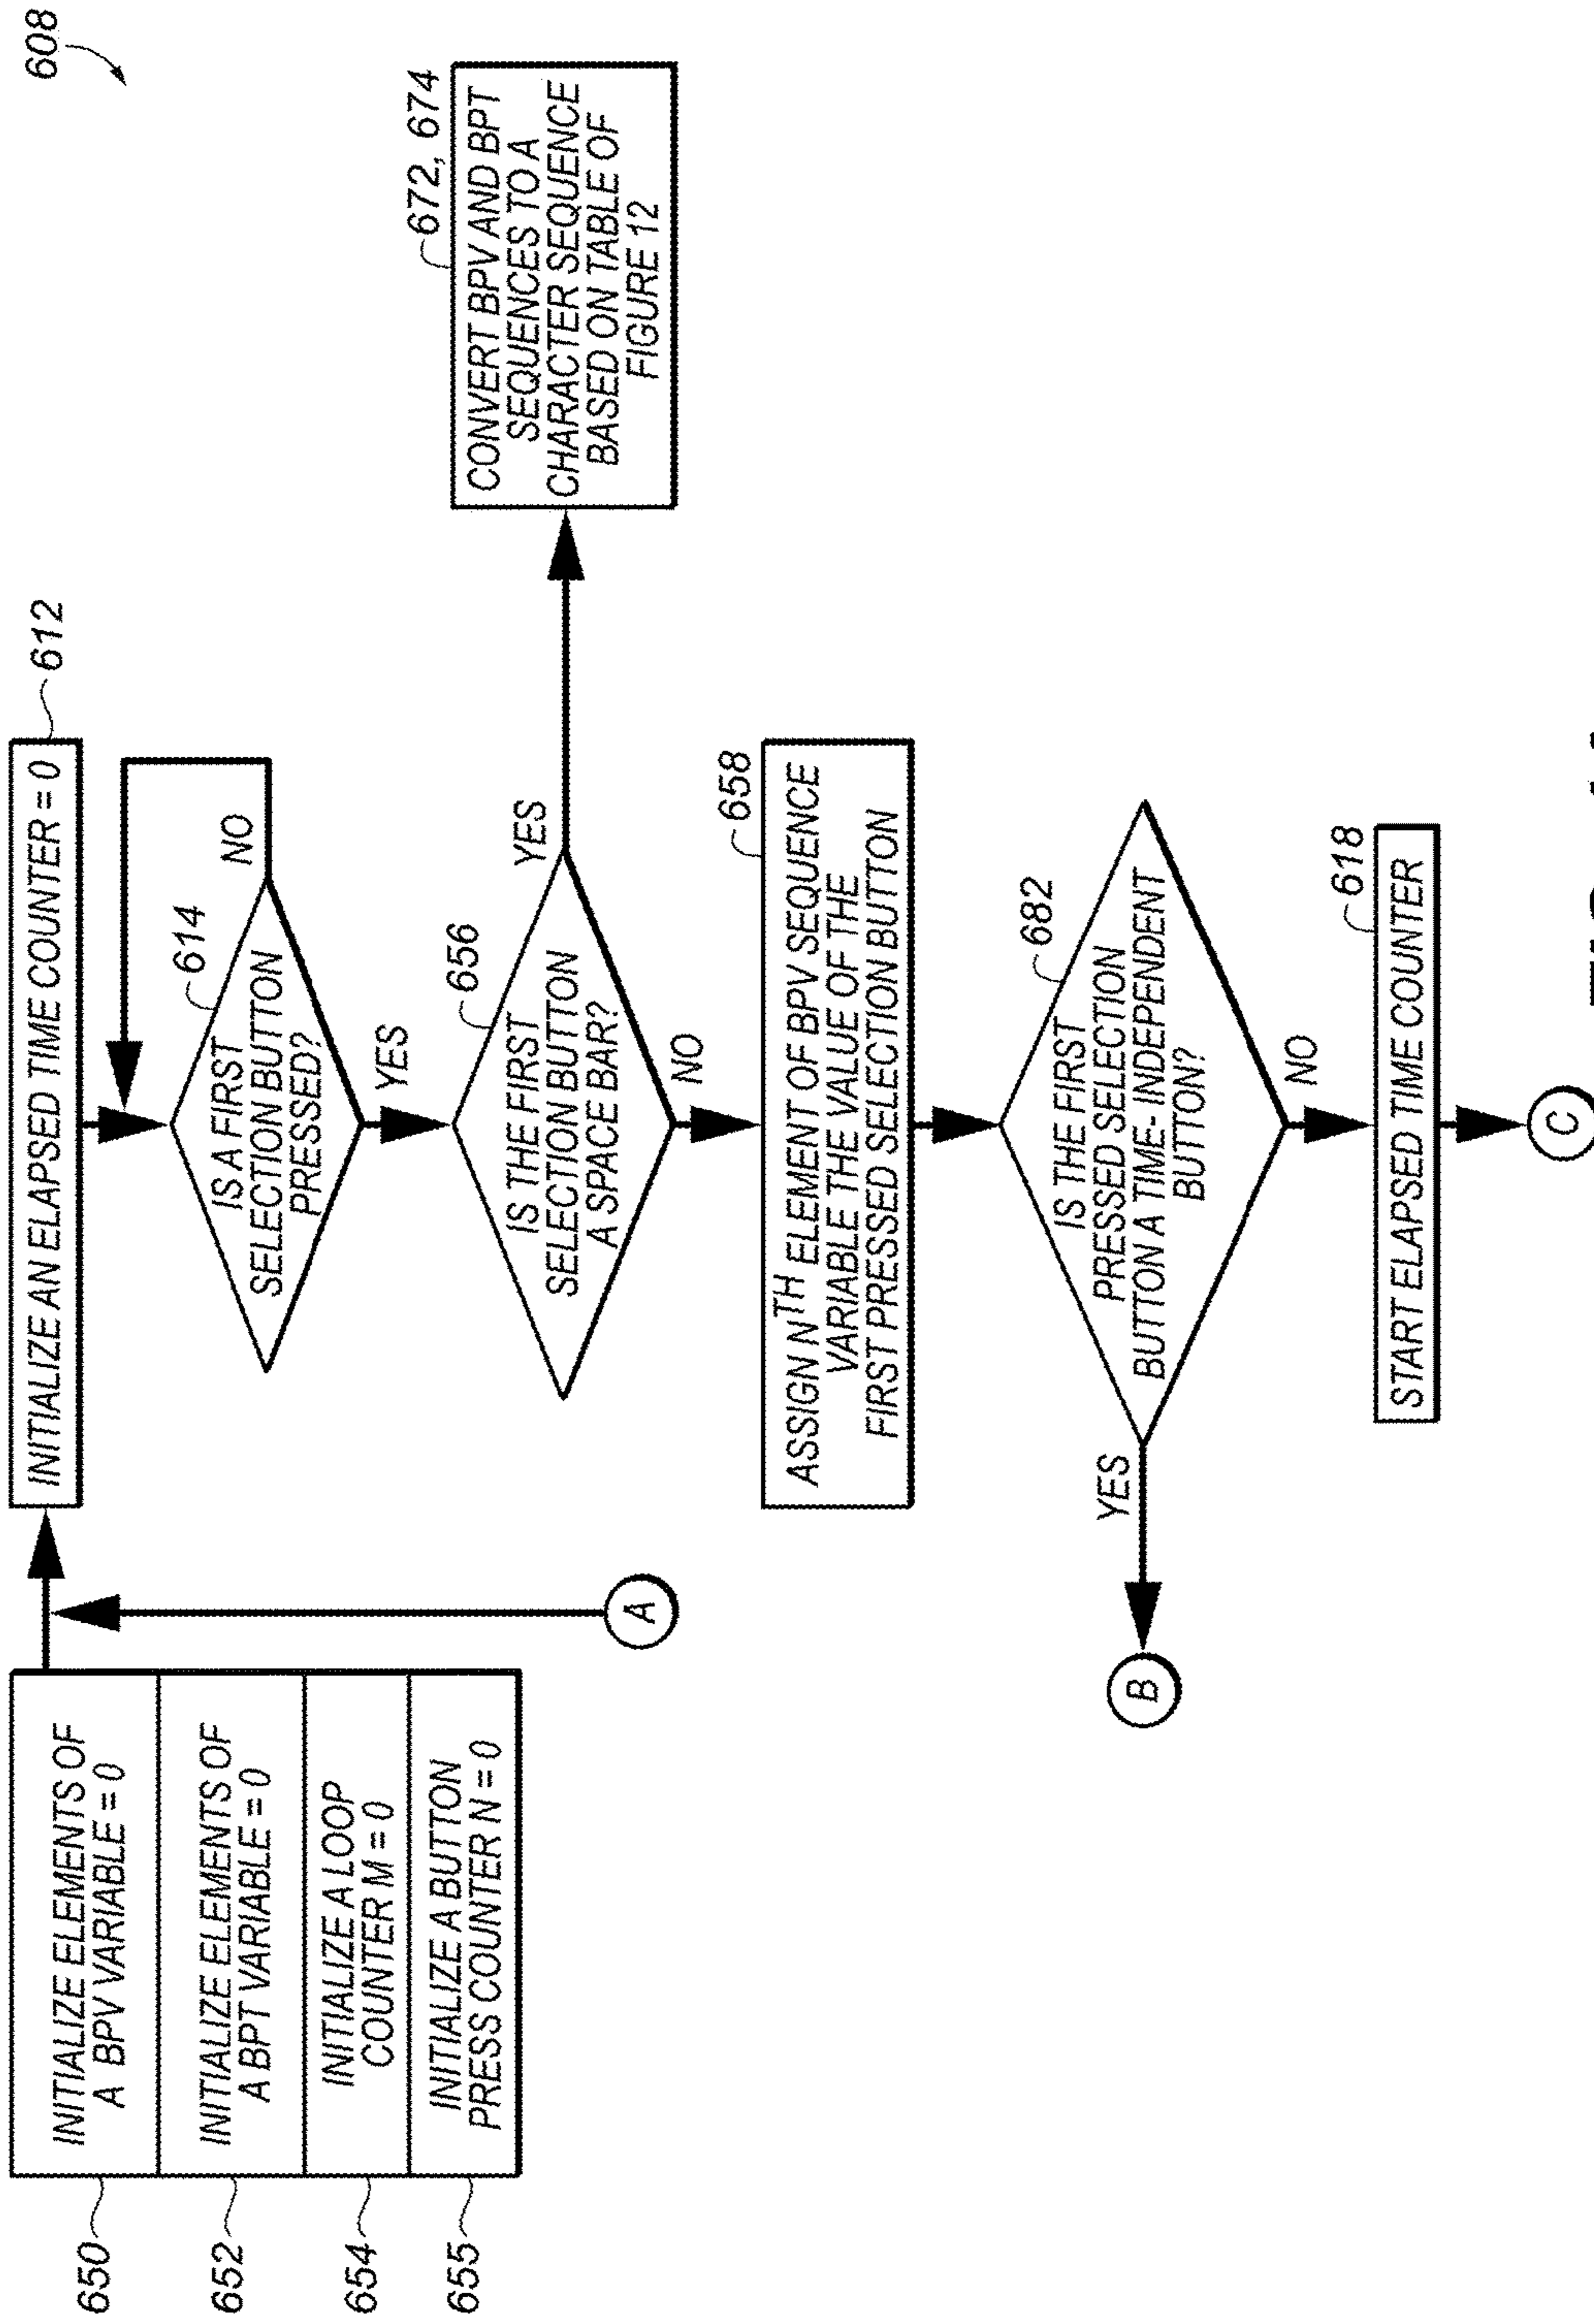 608
650
INITIALIZE ELEMENTS OF
A BPV VARIABLE = 0
652
INITIALIZE ELEMENTS OF
A BPT VARIABLE = 0
654
INITIALIZE A LOOP
COUNTER M = 0
655
INITIALIZE A BUTTON
PRESS COUNTER N = 0
A
INITIALIZE AN ELAPSED TIME COUNTER = 0
612
614
IS A FIRST
SELECTION BUTTON
PRESSED?
NO
YES
656
IS THE FIRST
SELECTION BUTTON
A SPACE BAR?
YES
672, 674
CONVERT BPV AND BPT
SEQUENCES TO A
CHARACTER SEQUENCE
BASED ON TABLE OF
FIGURE 12
NO
658
ASSIGN NTH ELEMENT OF BPV SEQUENCE
VARIABLE THE VALUE OF THE
FIRST PRESSED SELECTION BUTTON
682
IS THE FIRST
PRESSED SELECTION
BUTTON A TIME- INDEPENDENT
BUTTON?
YES
B
NO
618
START ELAPSED TIME COUNTER
C